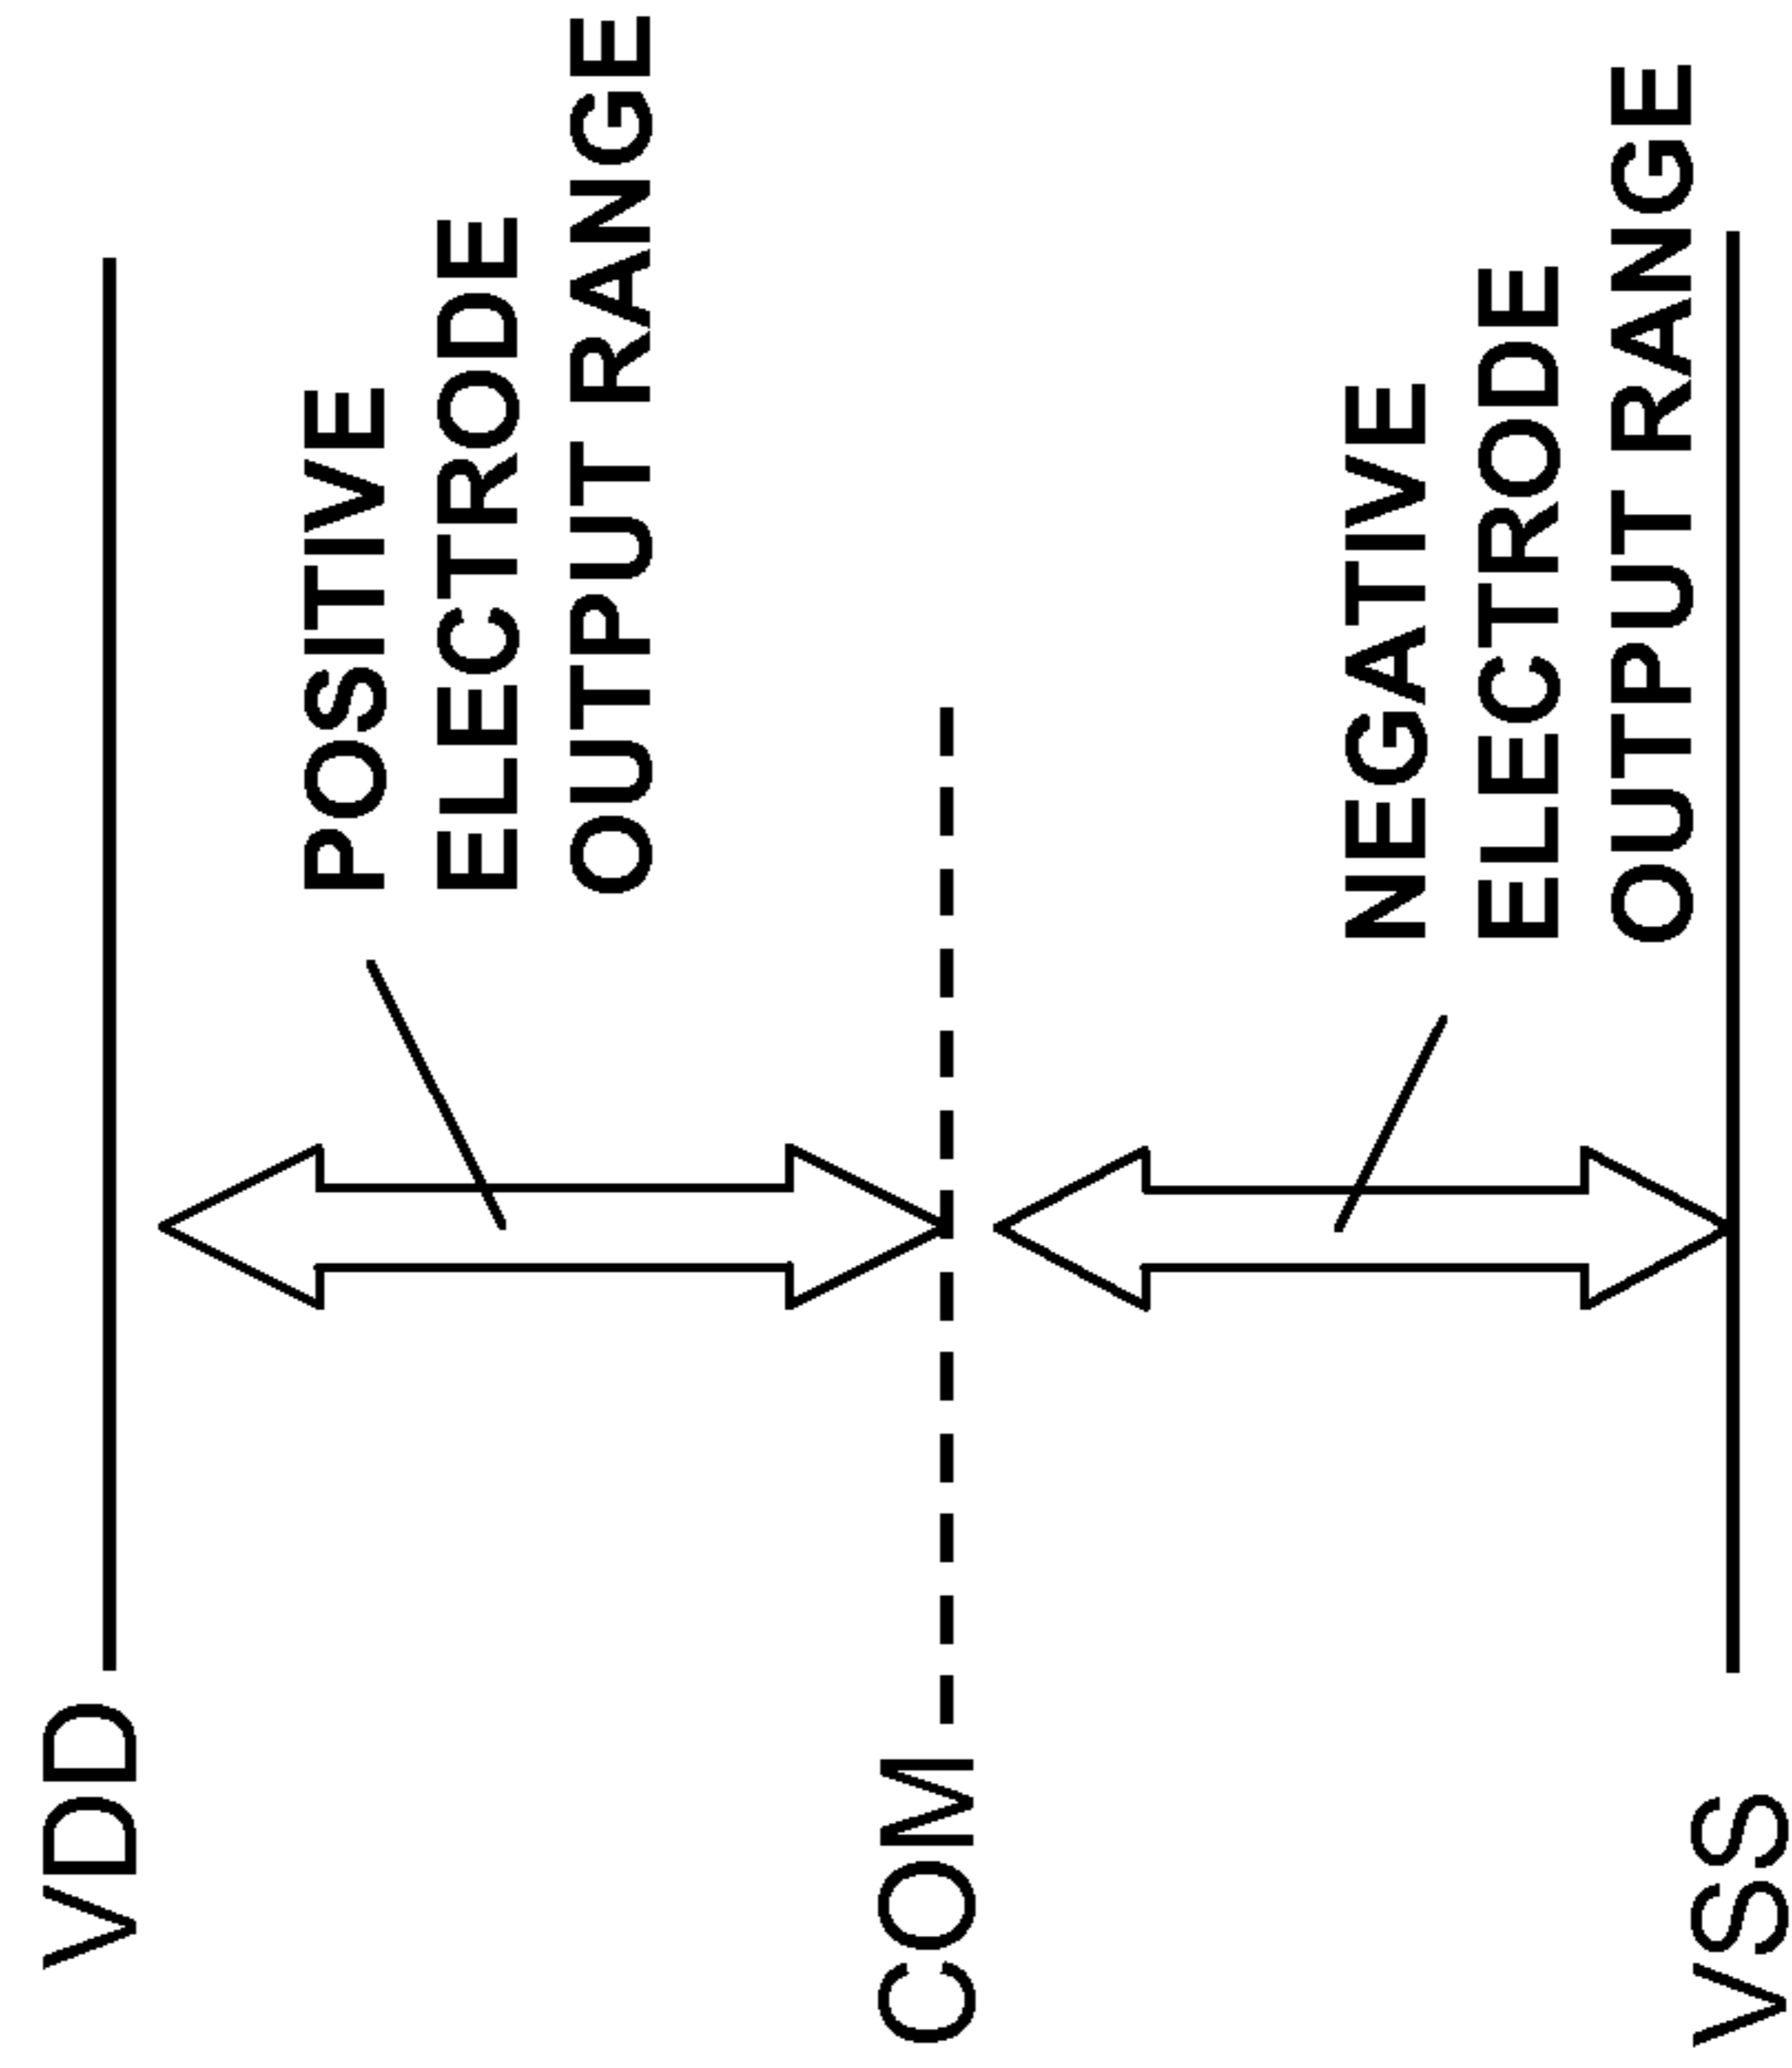 VDD
POSITIVE
ELECTRODE
OUTPUT RANGE
COM
NEGATIVE
ELECTRODE
OUTPUT RANGE
VSS